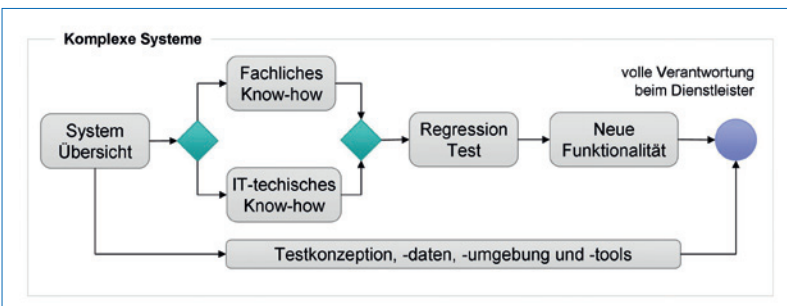 Komplexe Systeme
Fachliches
Know-how
volle Verantwortung
beim Dienstleister
System
Übersicht
Regression
Test
Neue
Funktionalität
IT-techisches
Know-how
Testkonzeption, -daten, -umgebung und -tools